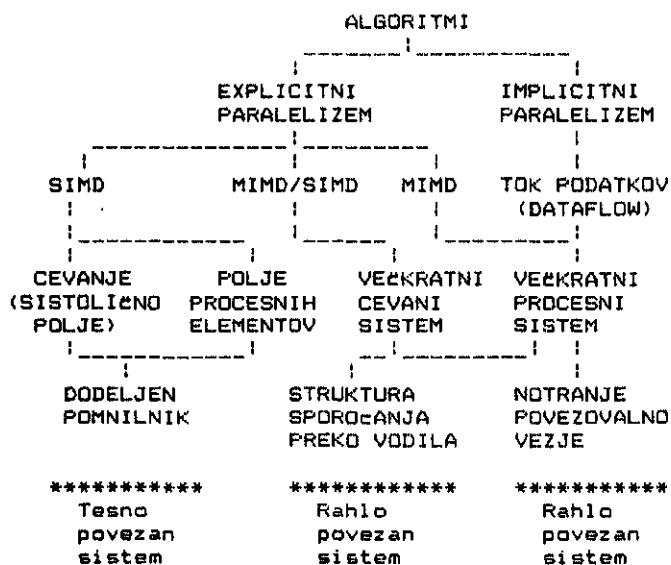 ALGORITMI
EXPLICITNI IMPLICITNI
PARALELIZEM PARALELIZEM
SIMD MIMD/SIMD MIMD TOK PODATKOV
(DATAFLOW)
CEVANJE POLJE VEčKRATNI VEčKRATNI
(SISTOLIčNO PROCESNIH CEVANI PROCESNI
POLJE) ELEMENTOV SISTEM SISTEM
DODELJEN STRUKTURA NOTRANJE
POMNILNIK SPOROčANJA POVEZOVALNO
PREKO VODILA VEZJE
*********** ************ ***********
Tesno Rahlo Rahlo
povezan povezan povezan
sistem sistem sistem